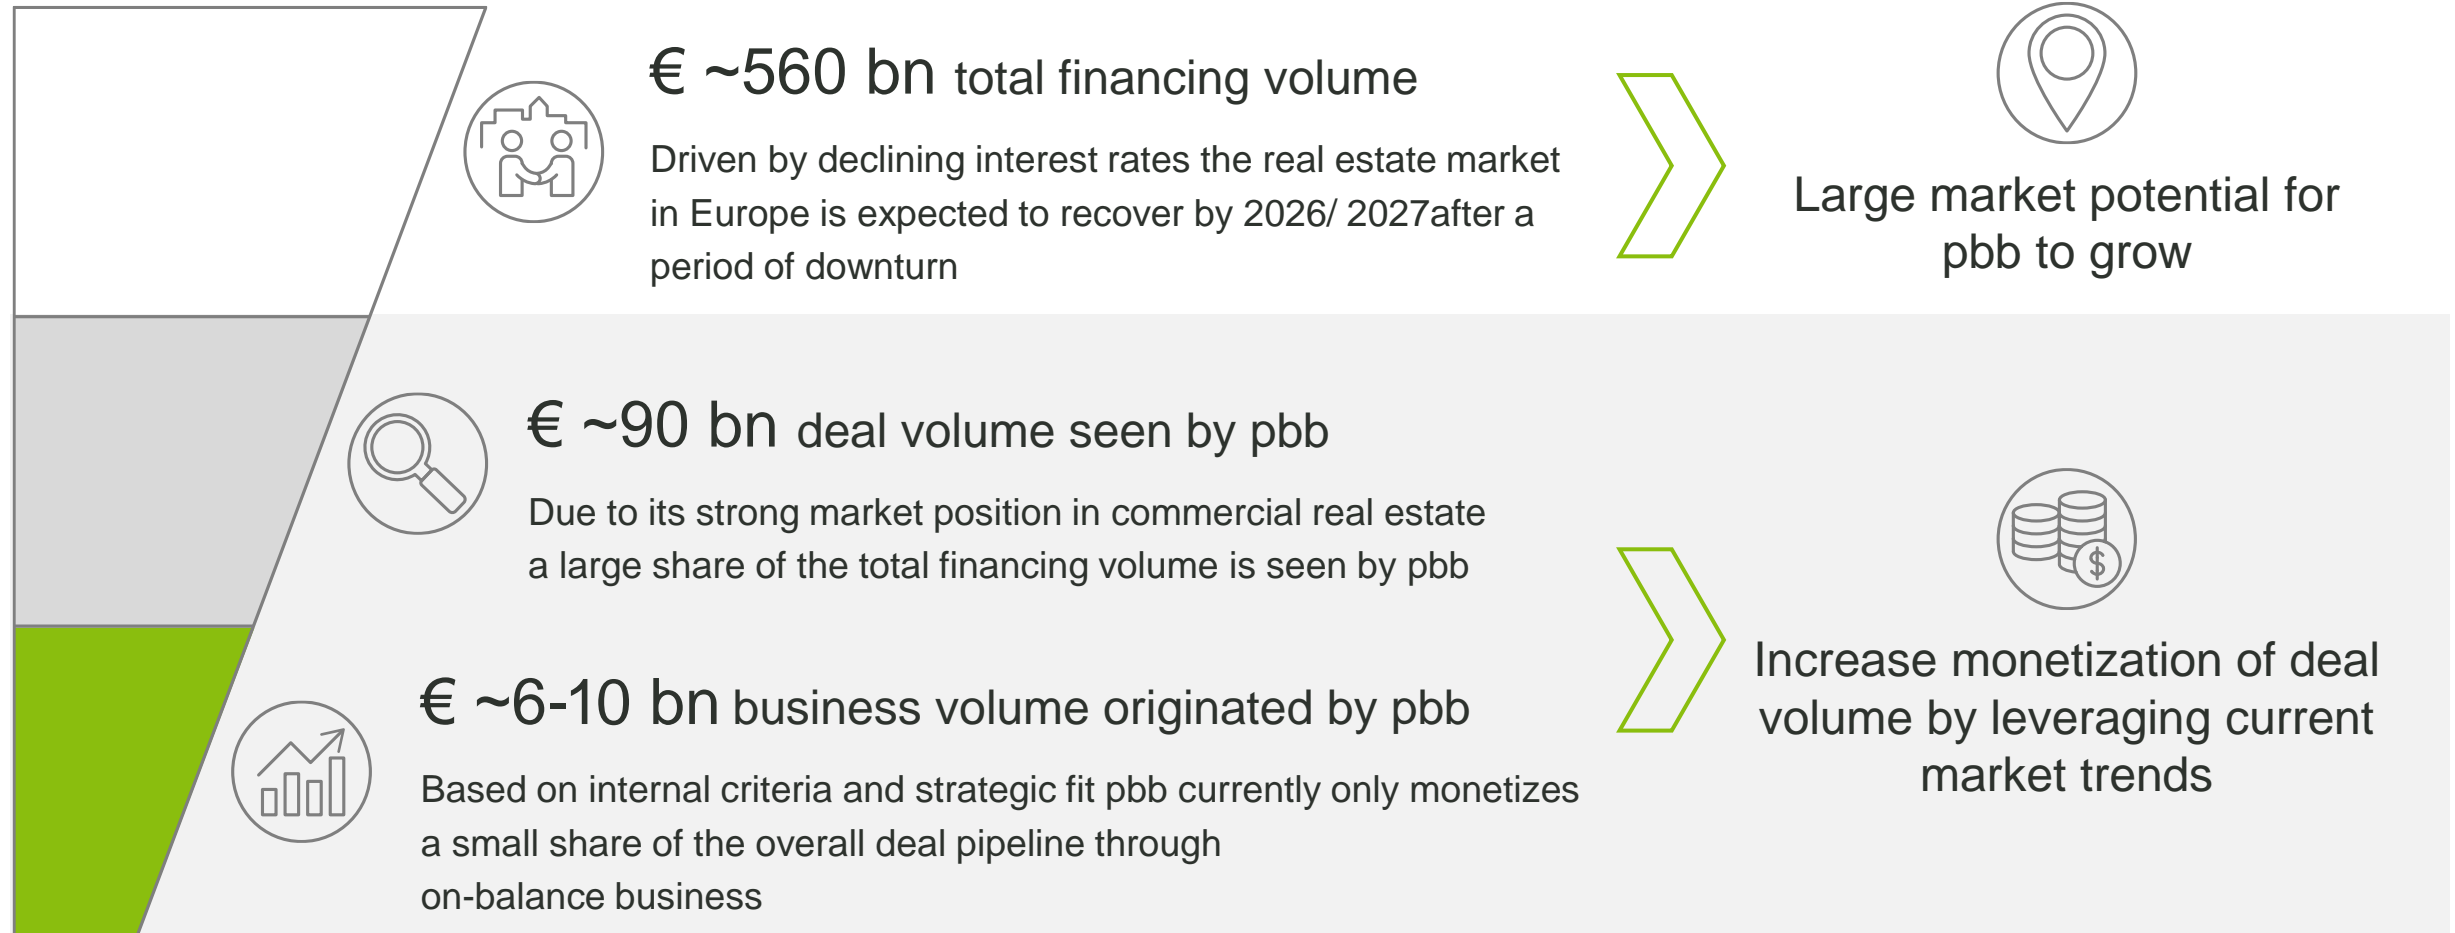 € ~560 bn total financing volume
Driven by declining interest rates the real estate market
in Europe is expected to recover by 2026/ 2027after a
period of downturn
Large market potential for
pbb to grow
€ ~90 bn deal volume seen by pbb
Due to its strong market position in commercial real estate
a large share of the total financing volume is seen by pbb
€ ~6-10 bn business volume originated by pbb
Based on internal criteria and strategic fit pbb currently only monetizes
a small share of the overall deal pipeline through
on-balance business
$
Increase monetization of deal
volume by leveraging current
market trends